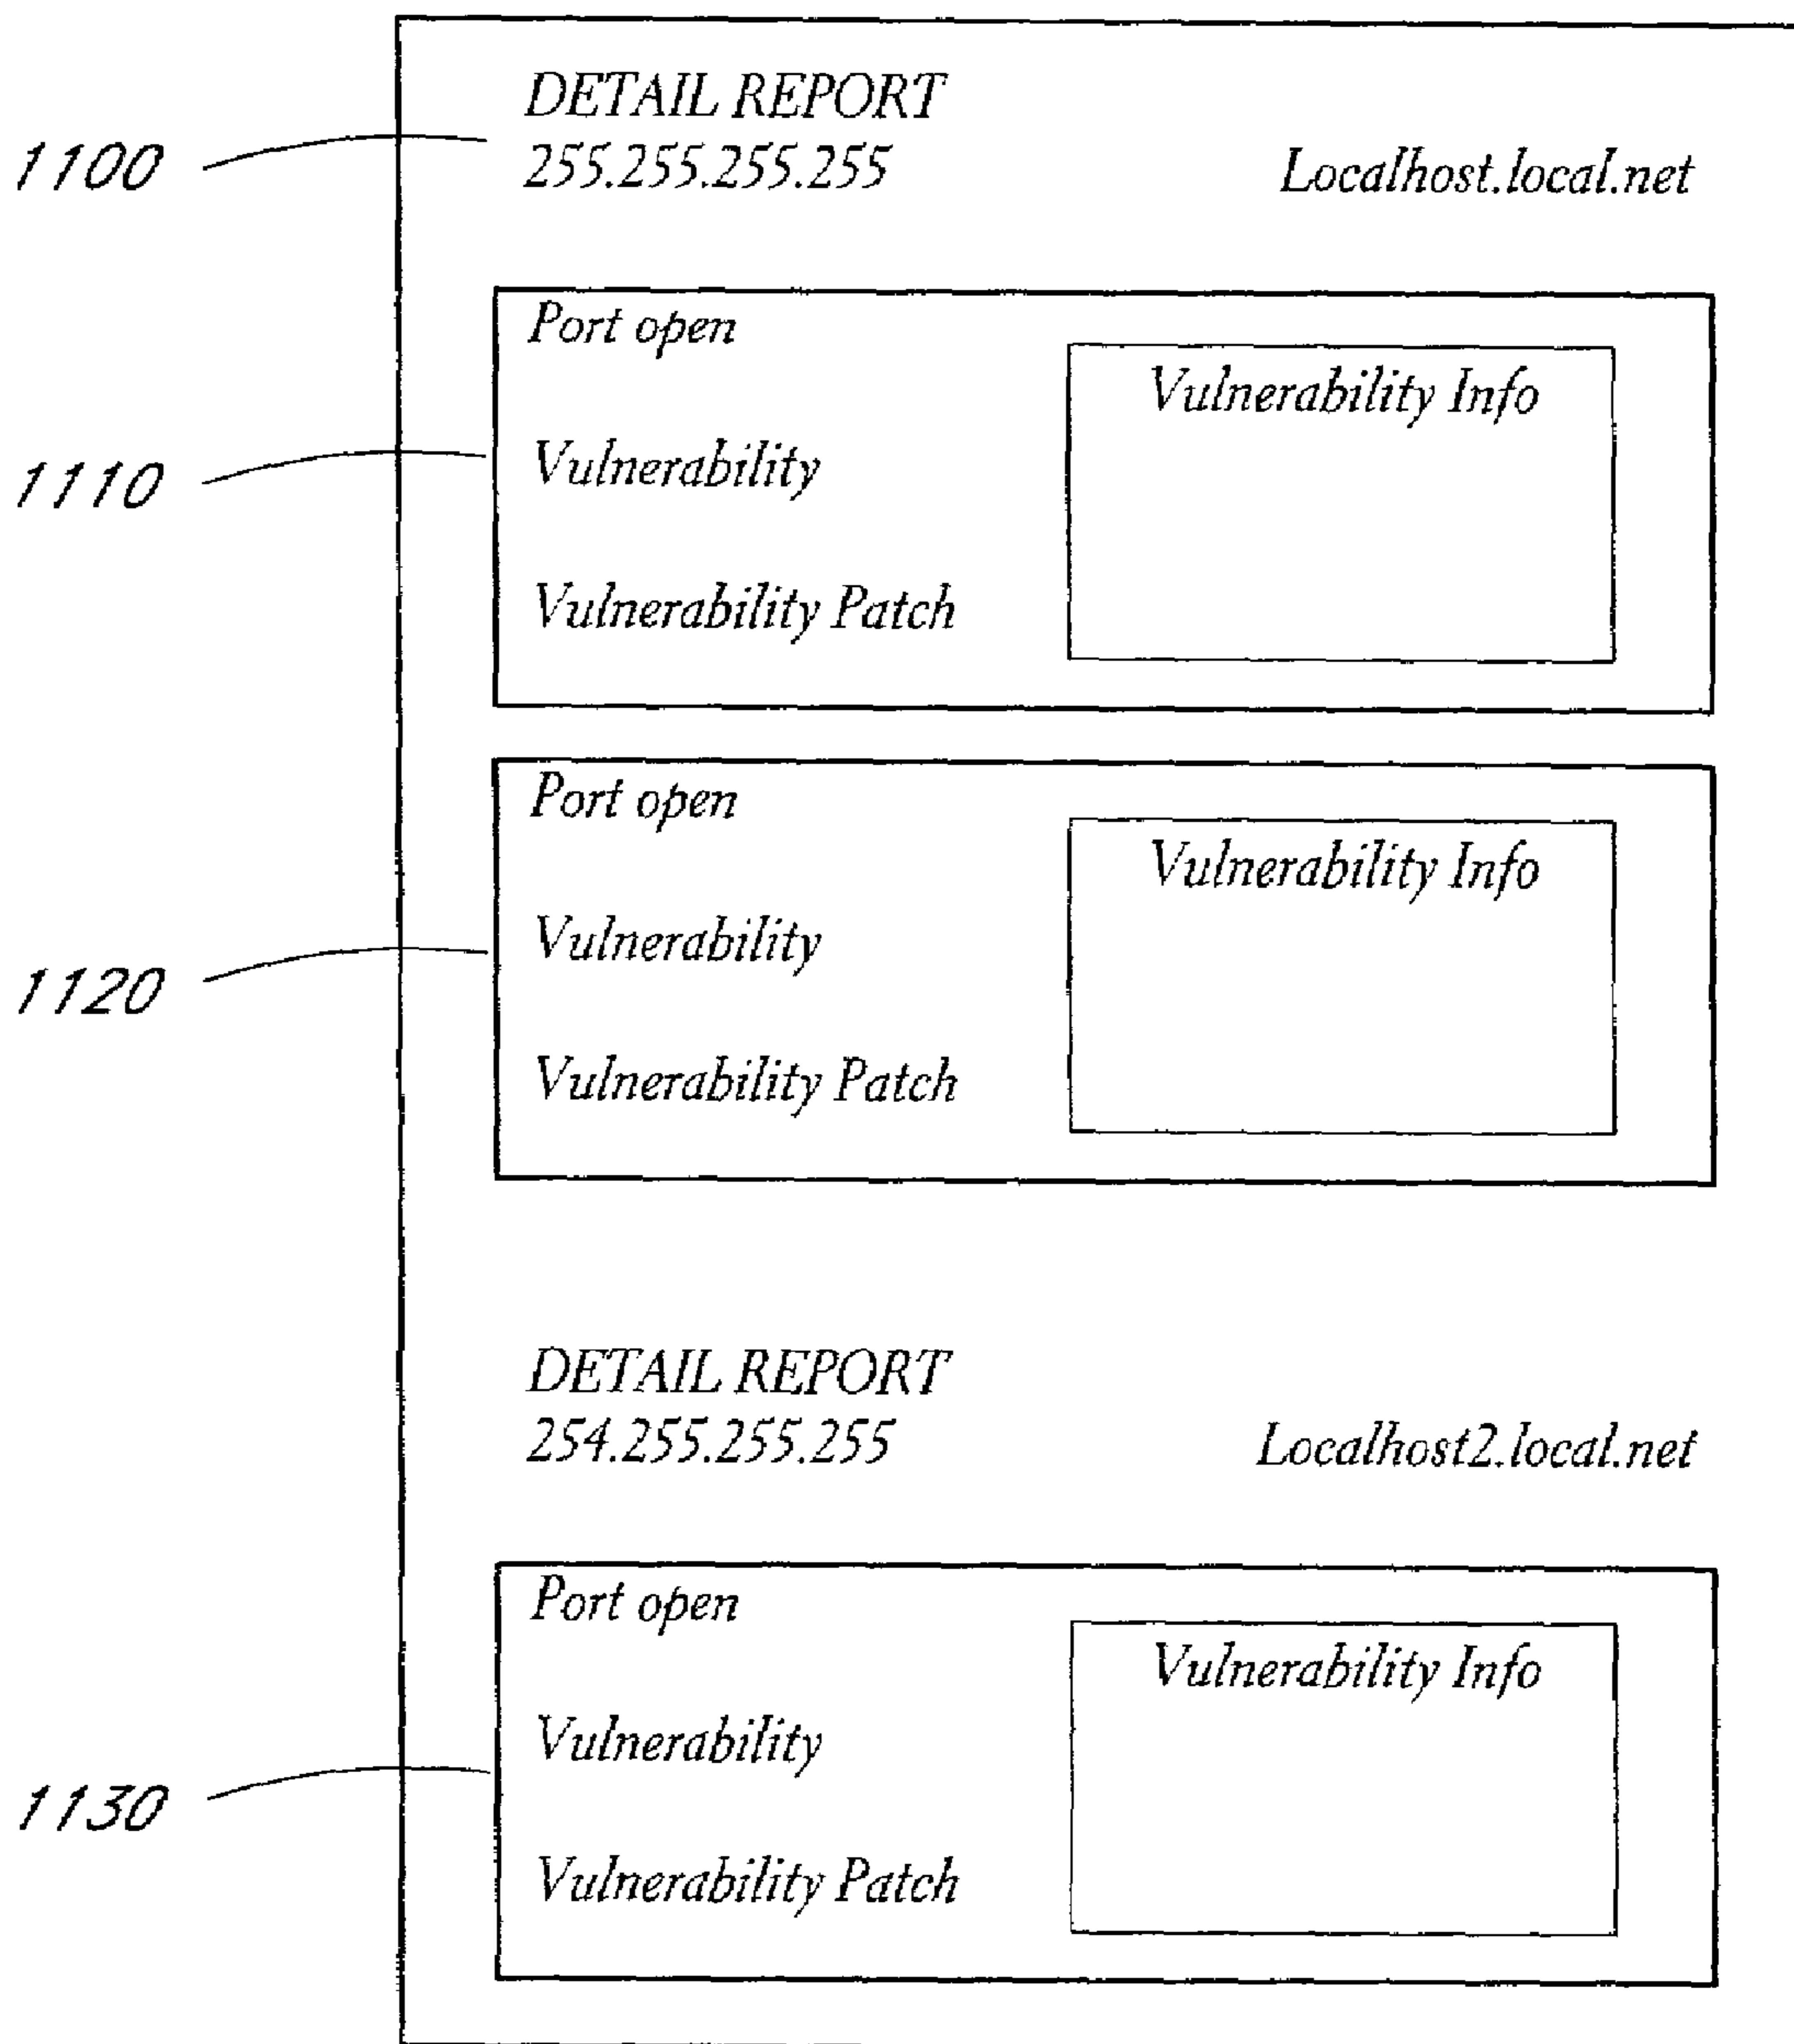 DETAIL REPORT
1100
255.255.255.255 Localhost.local.net
Port open
Vulnerability Info
1110
Vulnerability
Vulnerability Patch
Port open
Vulnerability Info
1120
Vulnerability
Vulnerability Patch
DETAIL REPORT
254.255.255.255 Localhost2.local.net
Port open
Vulnerability Info
1130
Vulnerability
Vulnerability Patch